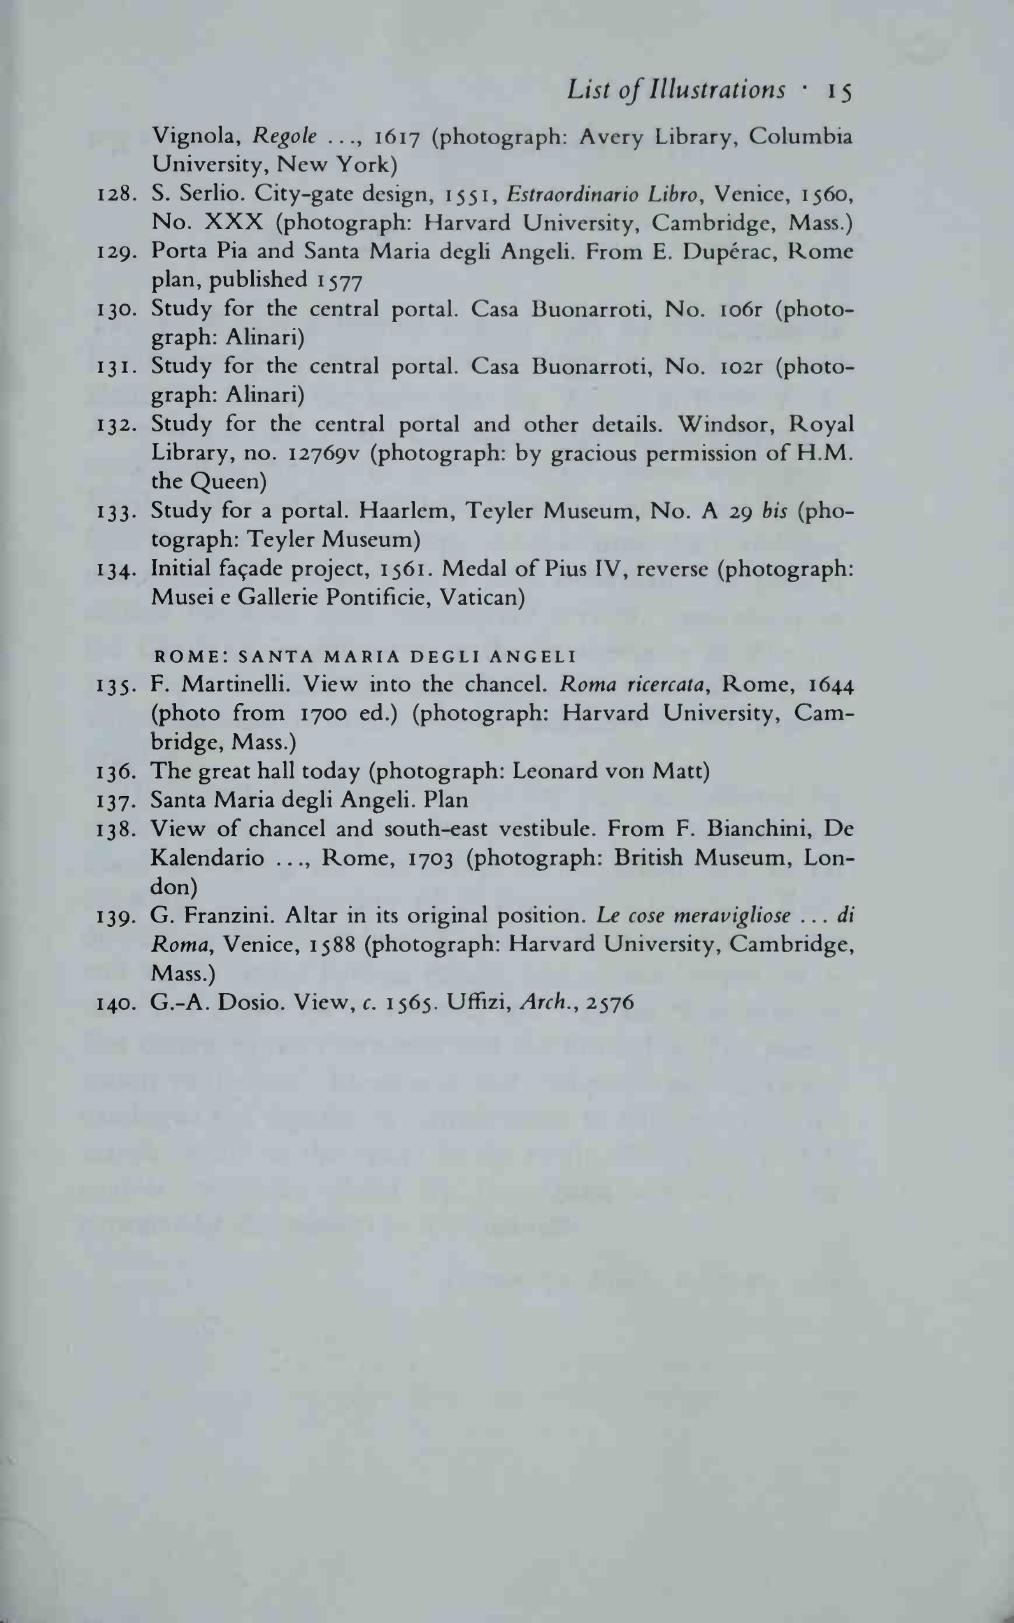 List of Illustrations · 15
Vignola, Regole ..., 1617 (photograph: Avery Library, Columbia
University, New York)
128. S. Serlio. City-gate design, 1551, Estraordinario Libro, Venice, 1560,
No. XXX (photograph: Harvard University, Cambridge, Mass.)
129. Porta Pia and Santa Maria degli Angeli. From E. Dupérac, Rome
plan, published 1577
130. Study for the central portal. Casa Buonarroti, No. 106r (photo-
graph: Alinari)
131. Study for the central portal. Casa Buonarroti, No. 102r (photo-
graph: Alinari)
132. Study for the central portal and other details. Windsor, Royal
Library, no. 12769v (photograph: by gracious permission of H.M.
the Queen)
133. Study for a portal. Haarlem, Teyler Museum, No. A 29 bis (pho-
tograph: Teyler Museum)
134. Initial façade project, 1561. Medal of Pius IV, reverse (photograph:
Musei e Gallerie Pontificie, Vatican)
ROME: SANTA MARIA DEGLI ANGELI
135. F. Martinelli. View into the chancel. Roma ricercata, Rome, 1644
(photo from 1700 ed.) (photograph: Harvard University, Cam-
bridge, Mass.)
136. The great hall today (photograph: Leonard von Matt)
137. Santa Maria degli Angeli. Plan
138. View of chancel and south-east vestibule. From F. Bianchini, De
Kalendario ..., Rome, 1703 (photograph: British Museum, Lon-
don)
139. G. Franzini. Altar in its original position. Le cose meravigliose ... di
Roma, Venice, 1588 (photograph: Harvard University, Cambridge,
Mass.)
140. G.-A. Dosio. View, c. 1565. Uffizi, Arch., 2576